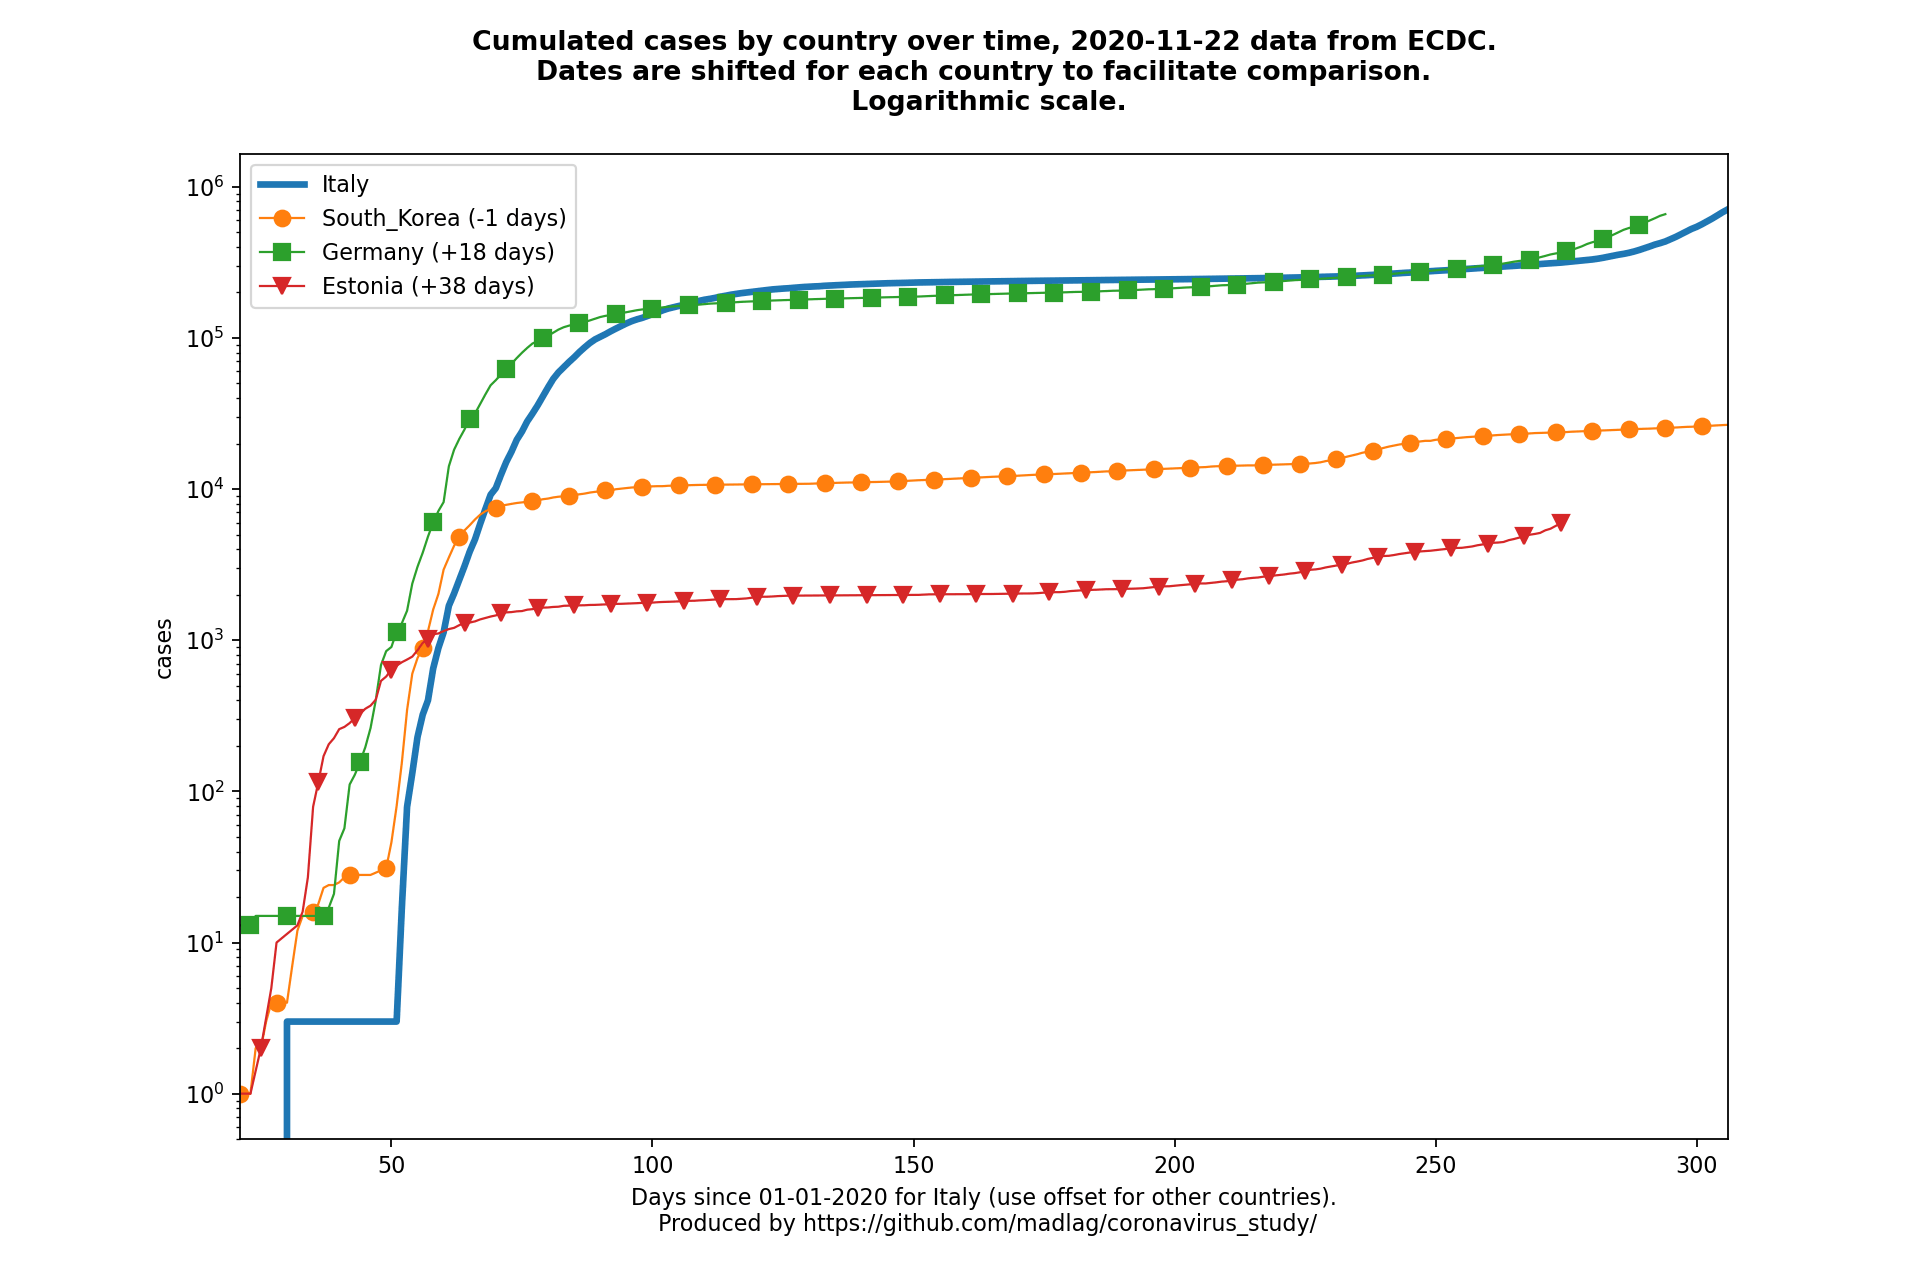 Cumulated cases by country over time, 2020-11-22 data from ECDC.
Dates are shifted for each country to facilitate comparison.
Logarithmic scale.
10^6
10^5
10^4
10^3
10^2
10^1
10^0
cases
Italy
South_Korea (-1 days)
Germany (+18 days)
Estonia (+38 days)
50
100
150
200
250
300
Days since 01-01-2020 for Italy (use offset for other countries).
Produced by https://github.com/madlag/coronavirus_study/